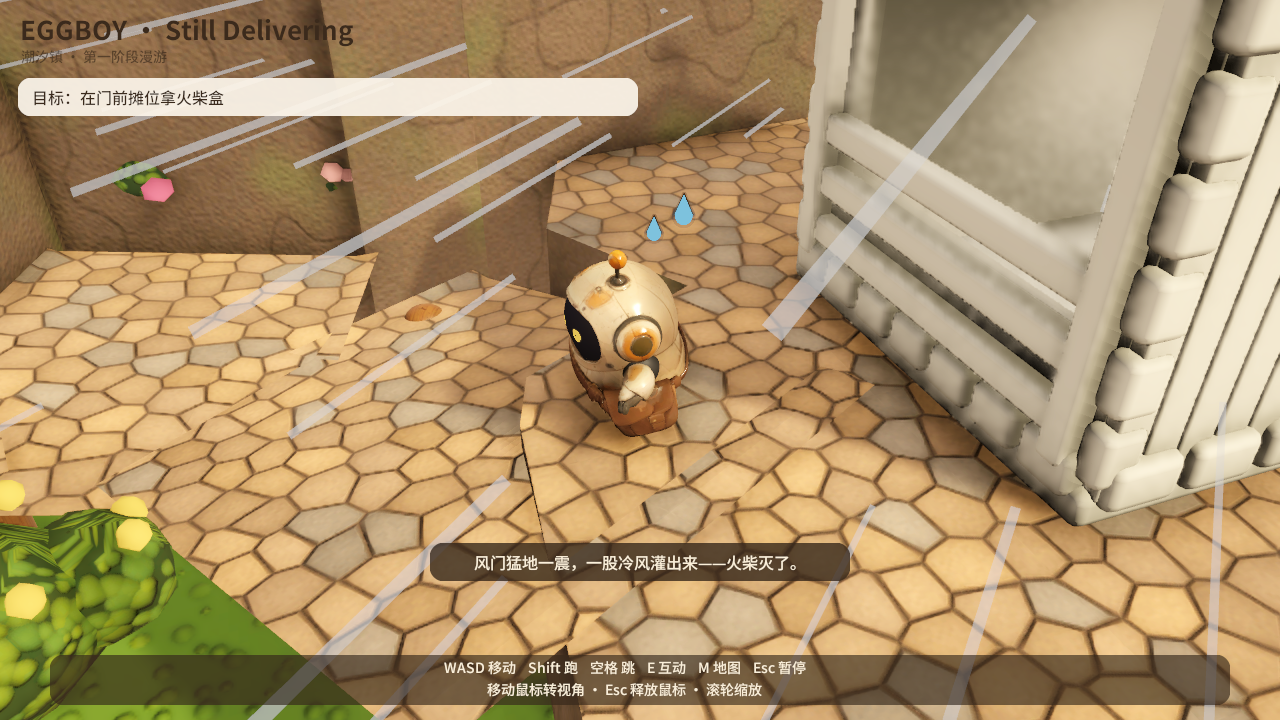 EGGBOY • Still Delivering
潮汐镇 • 第一阶段漫游
目标：在门前摊位拿火柴盒
风门猛地一震，一股冷风灌出来——火柴灭了。
WASD 移动 Shift 跑 空格 跳 E 互动 M 地图 Esc 暂停
移动鼠标转视角 • Esc 释放鼠标 • 滚轮缩放